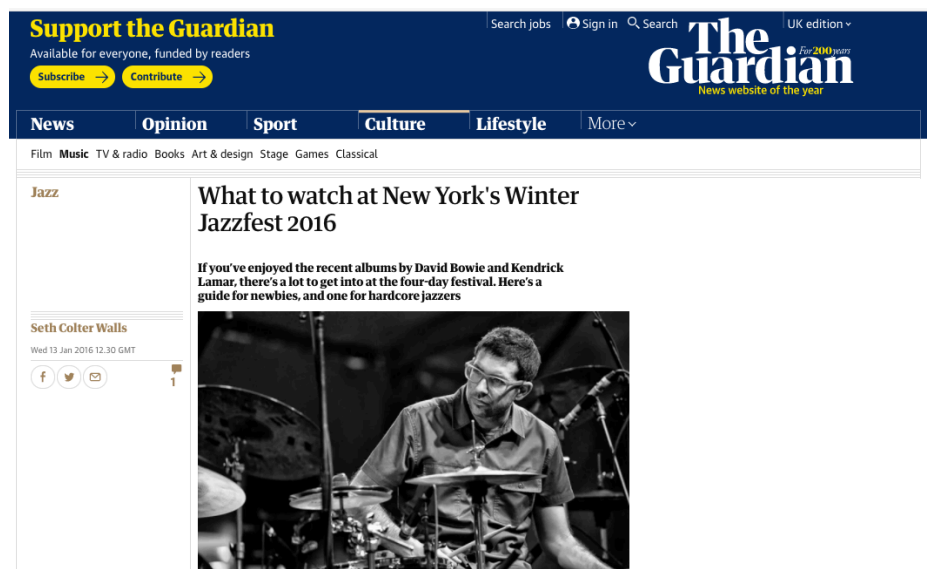 Support the Guardian
Available for everyone, funded by readers
Subscribe
Contribute
Search jobs
Sign in
Search
UK edition
The Guardian
For 200 years
News website of the year
News
Opinion
Sport
Culture
Lifestyle
More
Film Music TV & radio Books Art & design Stage Games Classical
Jazz
What to watch at New York's Winter
Jazzfest 2016
If you've enjoyed the recent albums by David Bowie and Kendrick
Lamar, there's a lot to get into at the four-day festival. Here's a
guide for newbies, and one for hardcore jazzers
Seth Colter Walls
Wed 13 Jan 2016 12.30 GMT
1